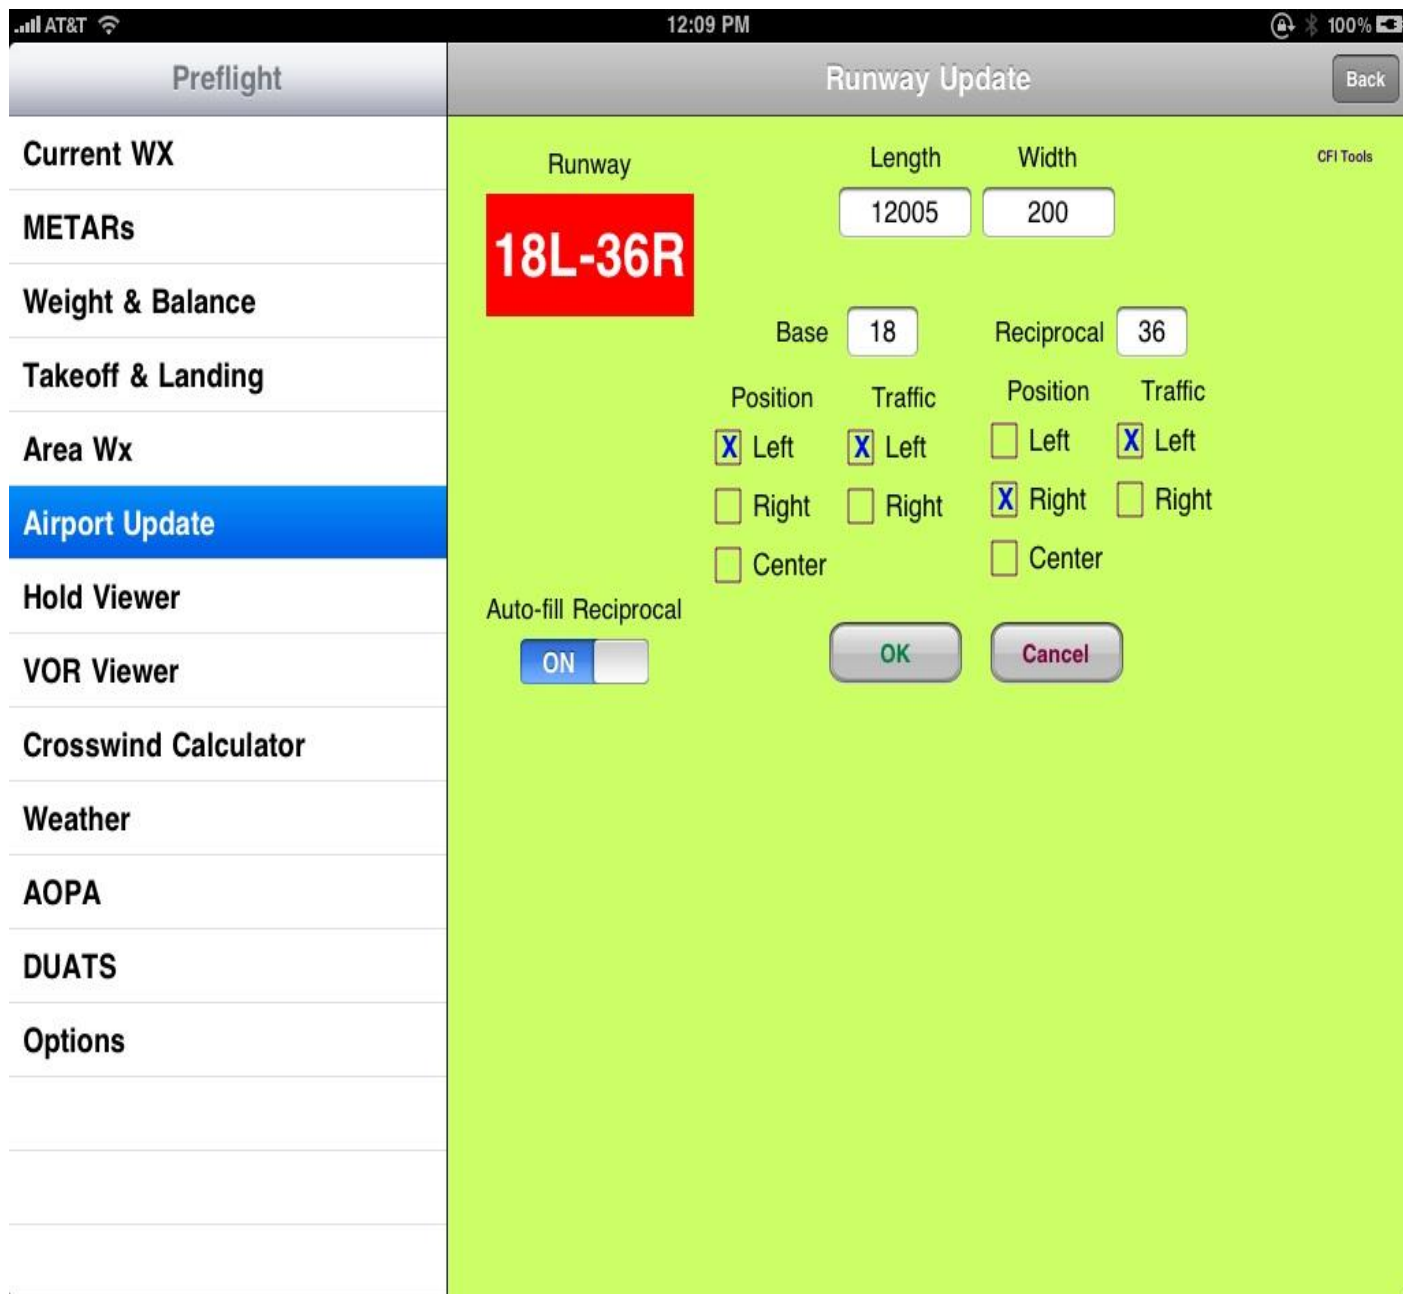 AT&T 12:09 PM 100%
Preflight
Current WX
METARs
Weight & Balance
Takeoff & Landing
Area Wx
Airport Update
Hold Viewer
VOR Viewer
Crosswind Calculator
Weather
AOPA
DUATS
Options
Runway Update Back
Runway Length Width CFI Tools
12005 200
18L-36R
Base 18 Reciprocal 36
Position Traffic Position Traffic
X Left X Left Left X Left
Right Right X Right Right
Center Center
Auto-fill Reciprocal
ON OK Cancel